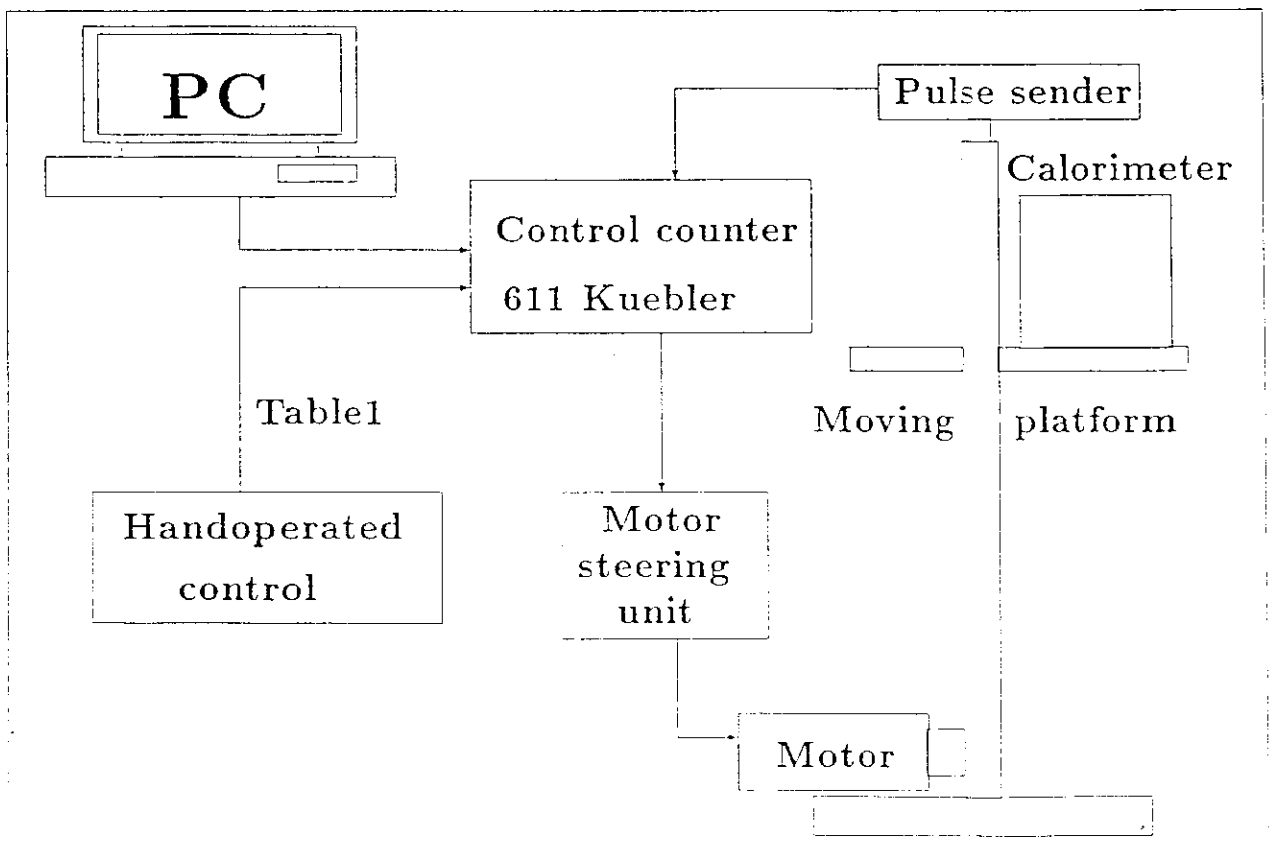 PC
Pulse sender
Calorimeter
Control counter
611 Kuebler
Table1
Moving platform
Handoperated
control
Motor
steering
unit
Motor